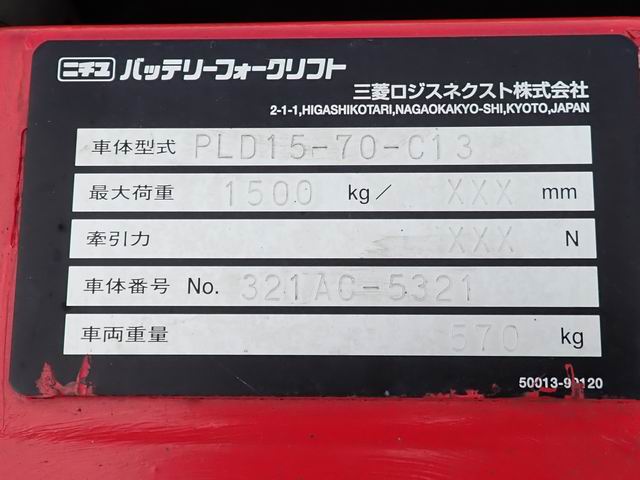 ニチユ バッテリーフォークリフト
三菱ロジスネクスト株式会社
2-1-1,HIGASHIKOTARI,NAGAOKAKYO-SHI,KYOTO,JAPAN
車体型式 PLD15-70-C13
最大荷重 1500 kg/ XXX mm
牽引力 XXX N
車体番号 No. 321AC-5321
車両重量 570 kg